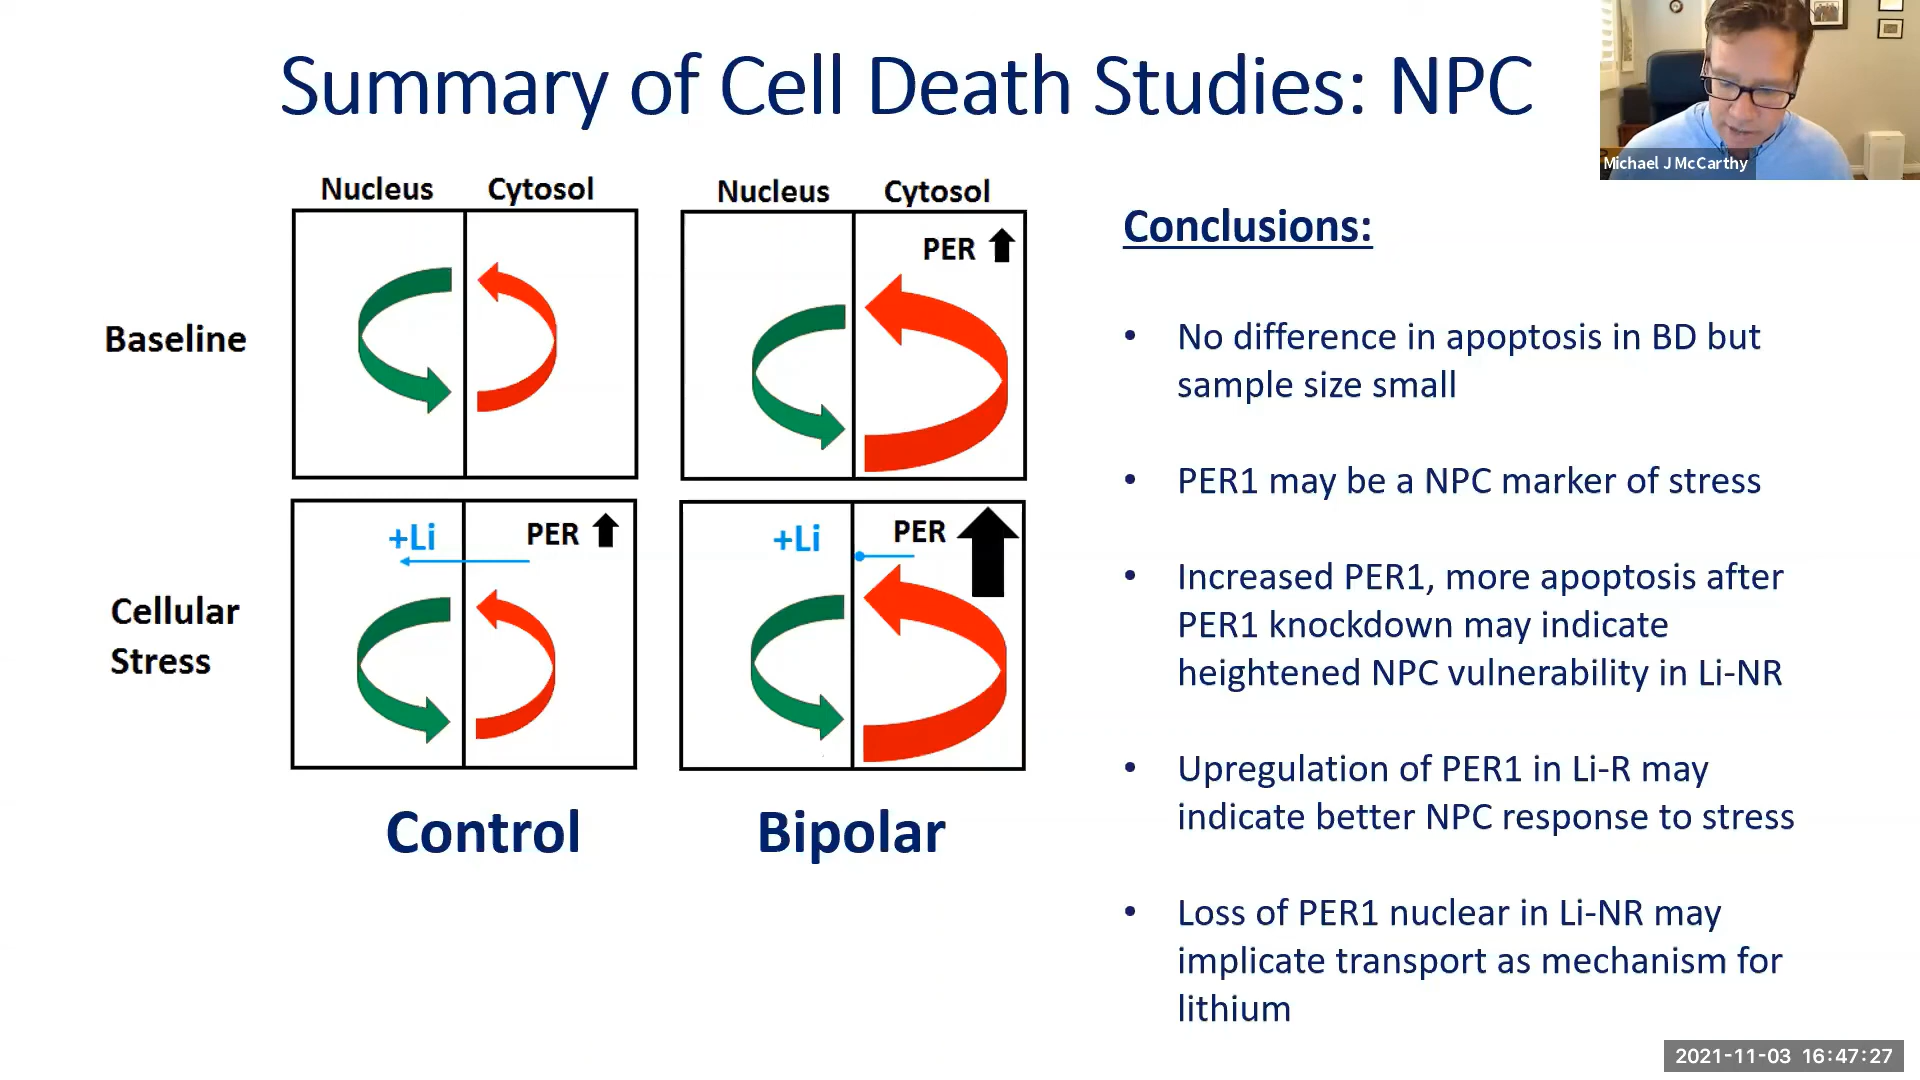 Summary of Cell Death Studies: NPC
Michael J McCarthy
Nucleus Cytosol
Nucleus Cytosol
Baseline
PER
Cellular
Stress
+Li
PER
+Li
PER
Control
Bipolar
Conclusions:
• No difference in apoptosis in BD but
sample size small
• PER1 may be a NPC marker of stress
• Increased PER1, more apoptosis after
PER1 knockdown may indicate
heightened NPC vulnerability in Li-NR
• Upregulation of PER1 in Li-R may
indicate better NPC response to stress
• Loss of PER1 nuclear in Li-NR may
implicate transport as mechanism for
lithium
2021-11-03 16:47:27